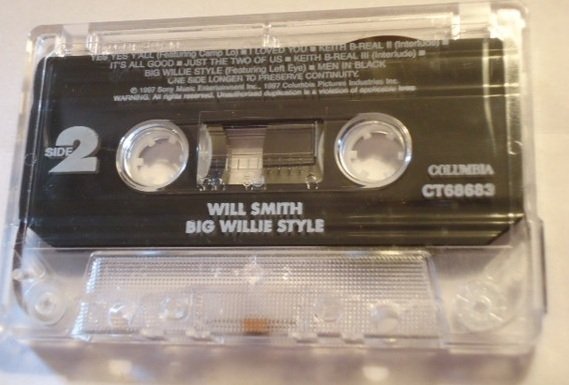 YES YES Y'ALL (Featuring Camp Lo) ■ I LOVED YOU ■ KEITH B-REAL II (Interlude) ■
IT'S ALL GOOD ■ JUST THE TWO OF US ■ KEITH B-REAL III (Interlude) ■
BIG WILLIE STYLE (Featuring Left Eye) ■ MEN IN BLACK
ONE SIDE LONGER TO PRESERVE CONTINUITY.
© 1997 Sony Music Entertainment Inc., 1997 Columbia Pictures Industries Inc.
WARNING: All rights reserved. Unauthorized duplication is a violation of applicable laws.
SIDE 2
COLUMBIA
CT68683
WILL SMITH
BIG WILLIE STYLE